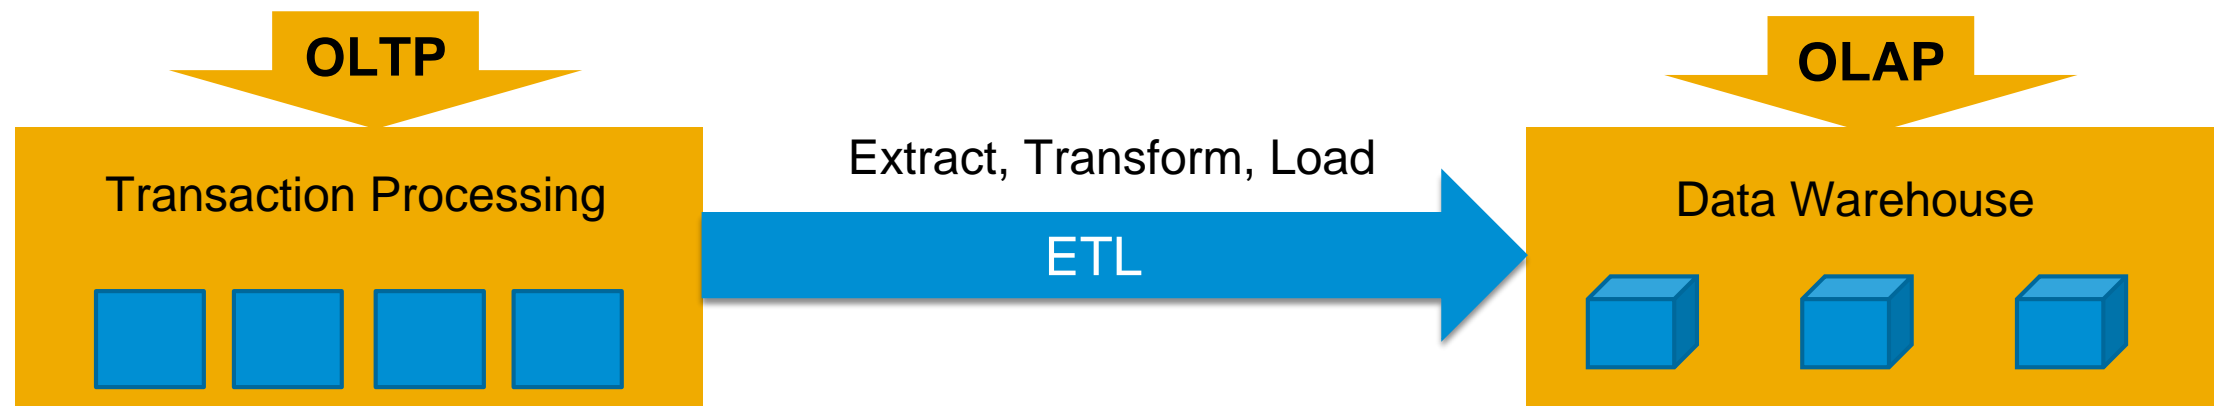 OLTP
OLAP
Extract, Transform, Load
Transaction Processing
Data Warehouse
ETL